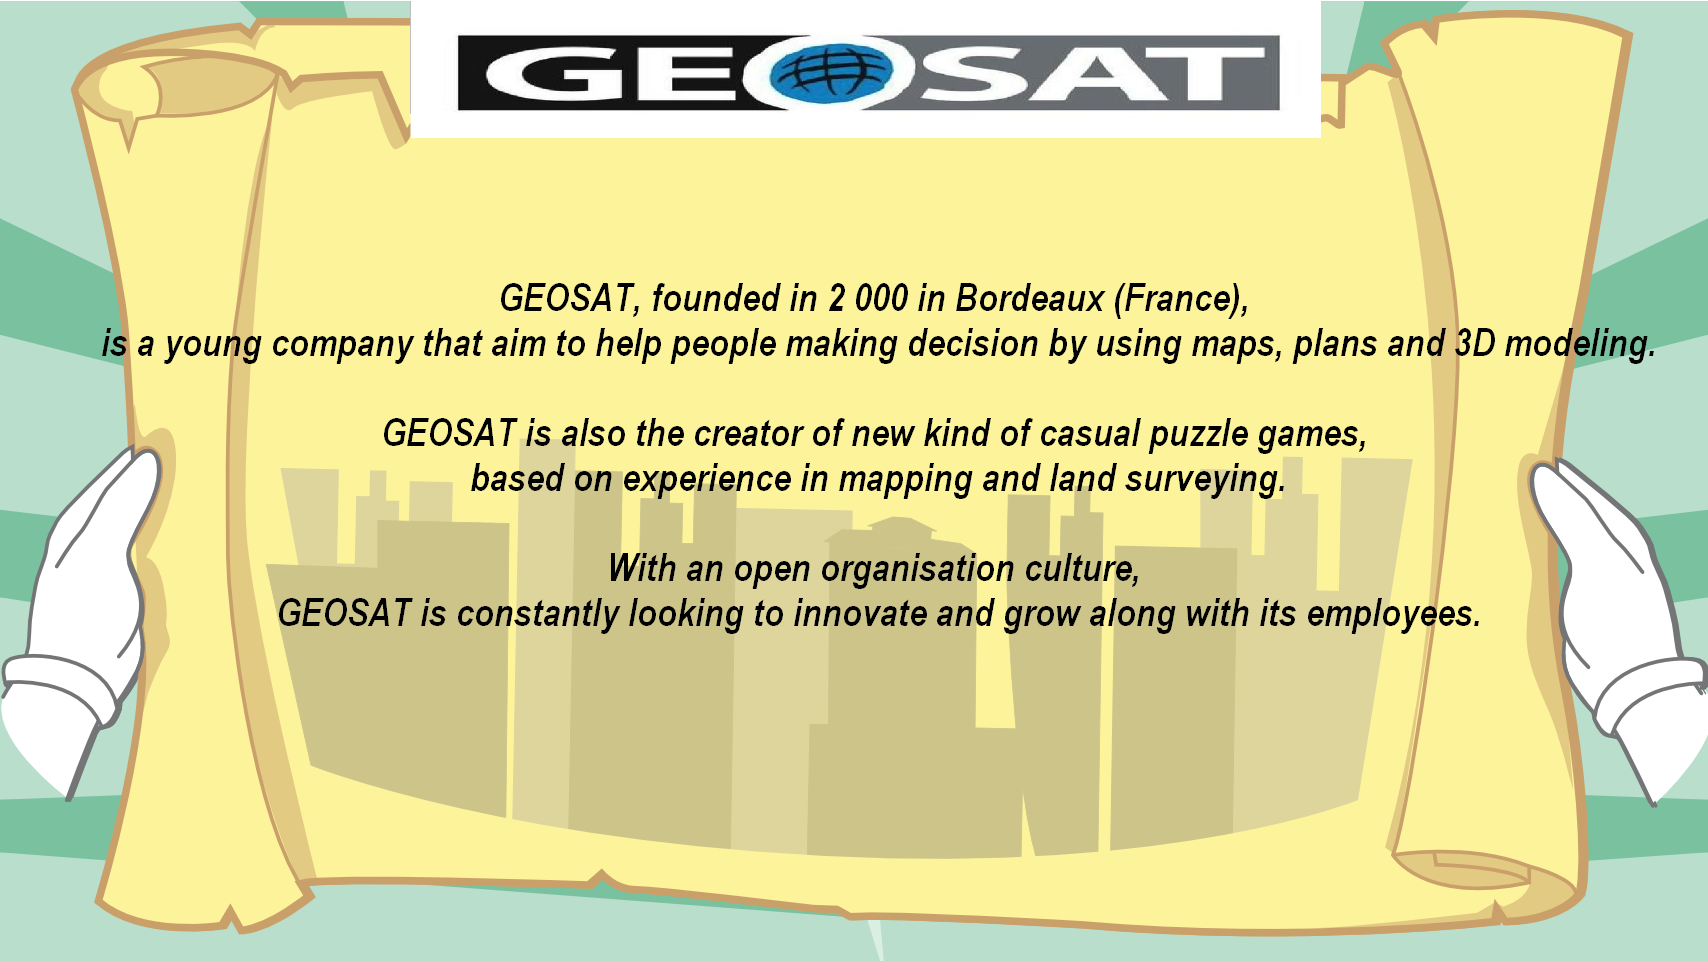 GEOSAT
GEOSAT, founded in 2 000 in Bordeaux (France),
is a young company that aim to help people making decision by using maps, plans and 3D modeling.
GEOSAT is also the creator of new kind of casual puzzle games,
based on experience in mapping and land surveying.
With an open organisation culture,
GEOSAT is constantly looking to innovate and grow along with its employees.